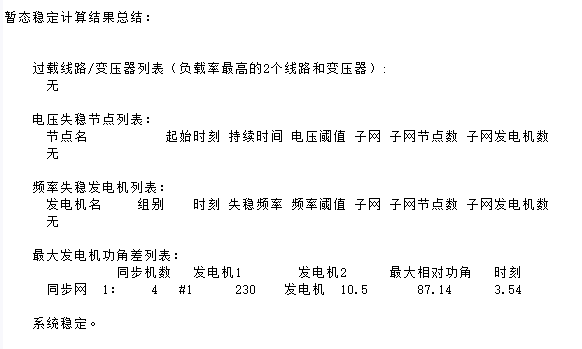 暂态稳定计算结果总结：
过载线路/变压器列表（负载率最高的2个线路和变压器）:
无
电压失稳节点列表：
节点名 起始时刻 持续时间 电压阈值 子网 子网节点数 子网发电机数
无
频率失稳发电机列表：
发电机名 组别 时刻 失稳频率 频率阈值 子网 子网节点数 子网发电机数
无
最大发电机功角差列表：
同步机数 发电机1 发电机2 最大相对功角 时刻
同步网 1: 4 #1 230 发电机 10.5 87.14 3.54
系统稳定。